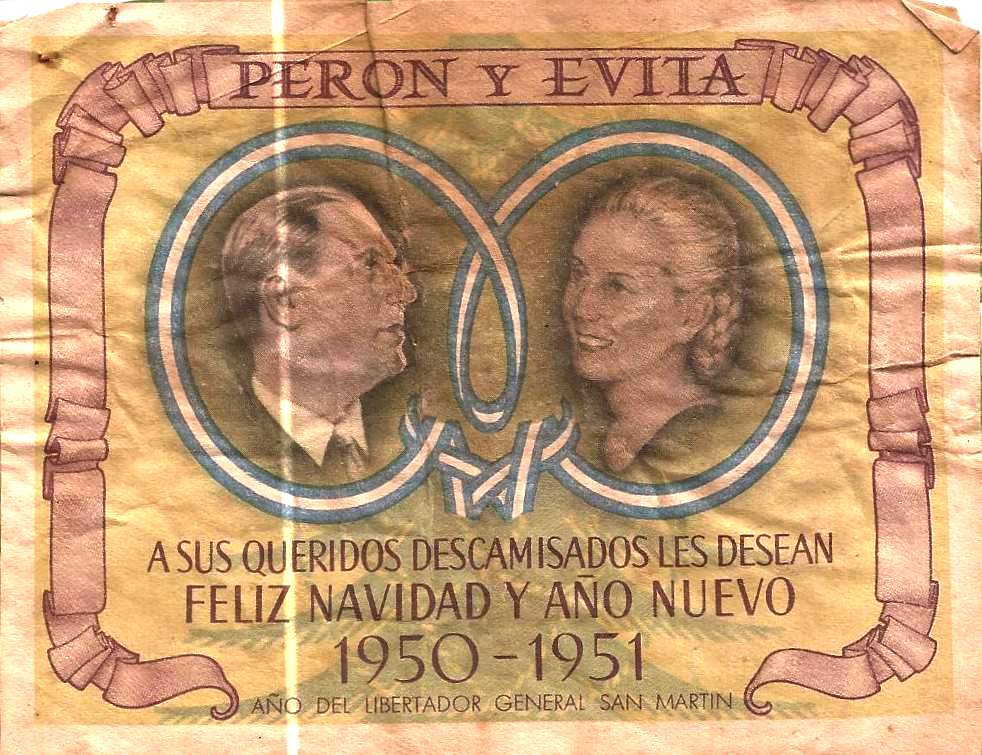 PERON Y EVITA
A SUS QUERIDOS DESCAMISADOS LES DESEAN
FELIZ NAVIDAD Y AÑO NUEVO
1950-1951
AÑO DEL LIBERTADOR GENERAL SAN MARTIN